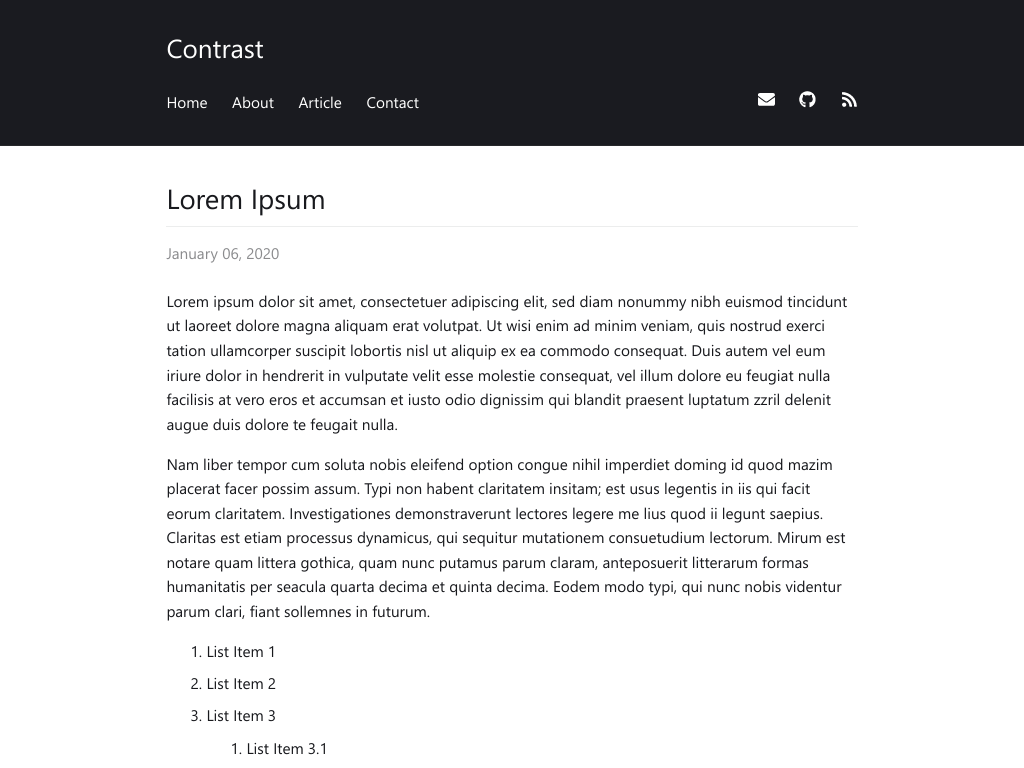 Contrast
Home About Article Contact
Lorem Ipsum
January 06, 2020
Lorem ipsum dolor sit amet, consectetuer adipiscing elit, sed diam nonummy nibh euismod tincidunt
ut laoreet dolore magna aliquam erat volutpat. Ut wisi enim ad minim veniam, quis nostrud exerci
tation ullamcorper suscipit lobortis nisl ut aliquip ex ea commodo consequat. Duis autem vel eum
iriure dolor in hendrerit in vulputate velit esse molestie consequat, vel illum dolore eu feugiat nulla
facilisis at vero eros et accumsan et iusto odio dignissim qui blandit praesent luptatum zzril delenit
augue duis dolore te feugait nulla.
Nam liber tempor cum soluta nobis eleifend option congue nihil imperdiet doming id quod mazim
placerat facer possim assum. Typi non habent claritatem insitam; est usus legentis in iis qui facit
eorum claritatem. Investigationes demonstraverunt lectores legere me lius quod ii legunt saepius.
Claritas est etiam processus dynamicus, qui sequitur mutationem consuetudium lectorum. Mirum est
notare quam littera gothica, quam nunc putamus parum claram, anteposuerit litterarum formas
humanitatis per seacula quarta decima et quinta decima. Eodem modo typi, qui nunc nobis videntur
parum clari, fiant sollemnes in futurum.
1. List Item 1
2. List Item 2
3. List Item 3
1. List Item 3.1